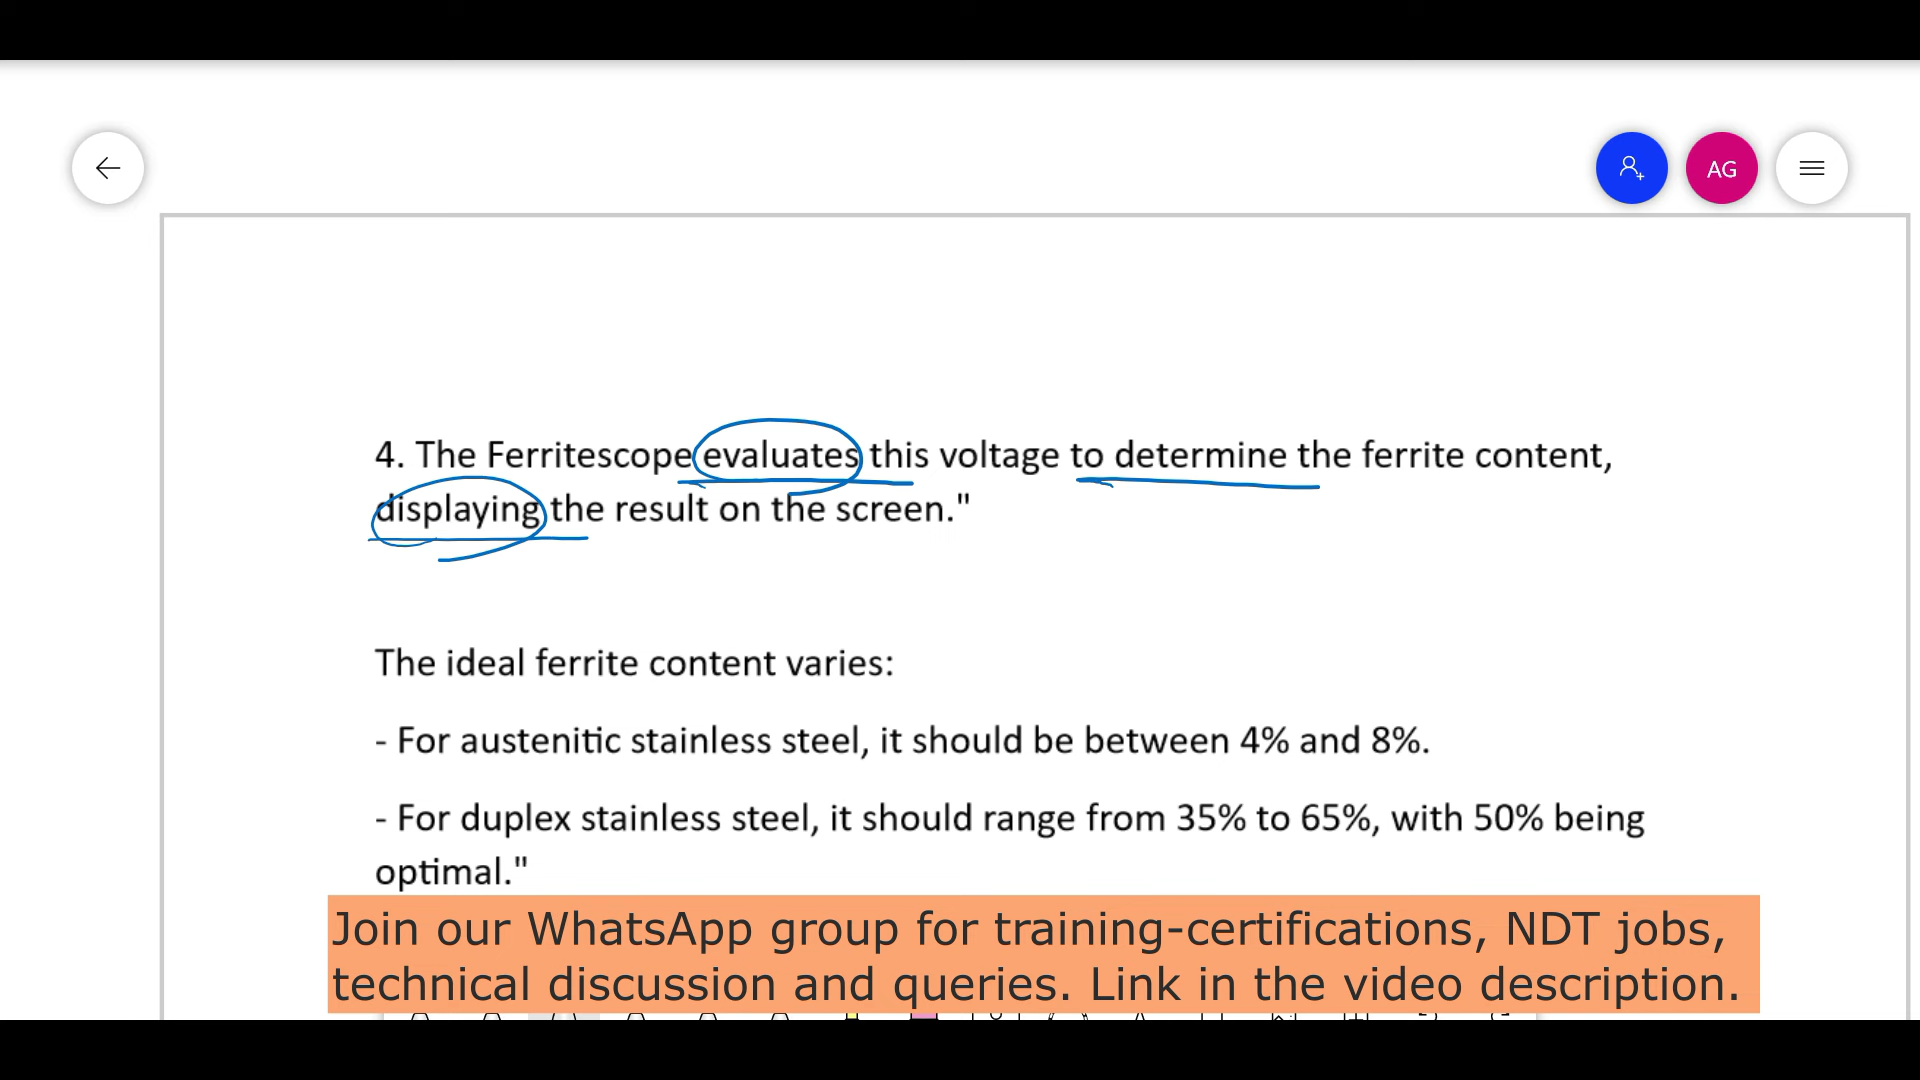 AG
4. The Ferritescope evaluates this voltage to determine the ferrite content,
displaying the result on the screen."
The ideal ferrite content varies:
- For austenitic stainless steel, it should be between 4% and 8%.
- For duplex stainless steel, it should range from 35% to 65%, with 50% being
optimal."
Join our WhatsApp group for training-certifications, NDT jobs,
technical discussion and queries. Link in the video description.